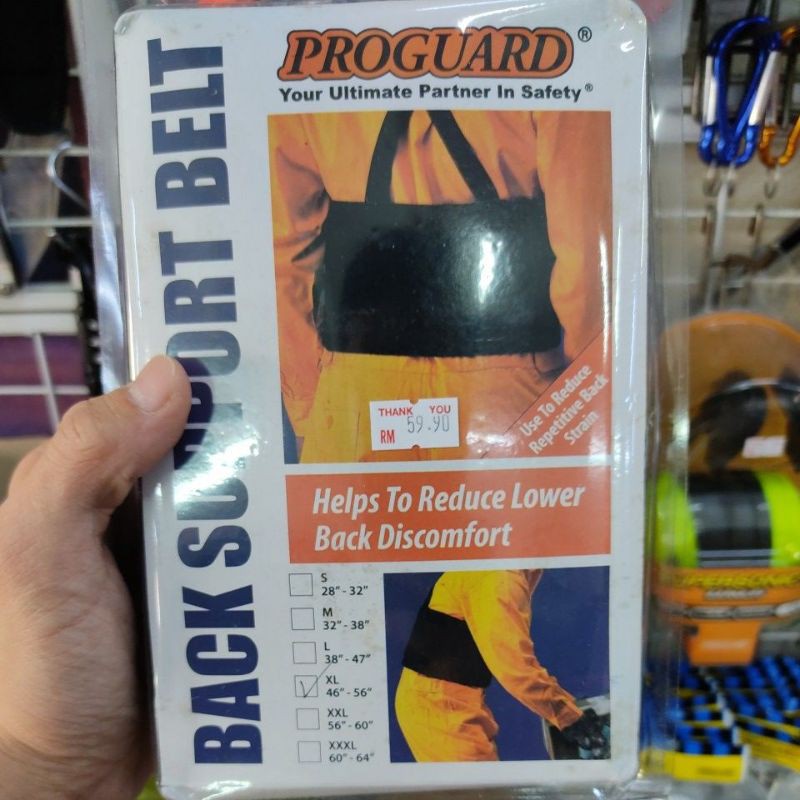 PROGUARD®
Your Ultimate Partner In Safety®
BACK SUPPORT BELT
THANK YOU
RM 59.90
Use To Reduce
Repetitive Back
Strain
Helps To Reduce Lower
Back Discomfort
S
28" - 32"
M
32" - 38"
L
38" - 47"
XL
46" - 56"
XXL
56" - 60"
XXXL
60" - 64"